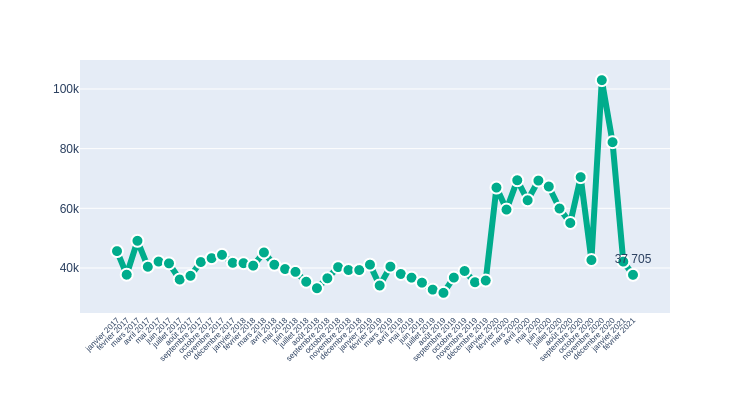 100k
80k
60k
40k
37 705
janvier 2017
février 2017
mars 2017
avril 2017
mai 2017
juin 2017
juillet 2017
août 2017
septembre 2017
octobre 2017
novembre 2017
décembre 2017
janvier 2018
février 2018
mars 2018
avril 2018
mai 2018
juin 2018
juillet 2018
août 2018
septembre 2018
octobre 2018
novembre 2018
décembre 2018
janvier 2019
février 2019
mars 2019
avril 2019
mai 2019
juin 2019
juillet 2019
août 2019
septembre 2019
octobre 2019
novembre 2019
décembre 2019
janvier 2020
février 2020
mars 2020
avril 2020
mai 2020
juin 2020
juillet 2020
août 2020
septembre 2020
octobre 2020
novembre 2020
décembre 2020
janvier 2021
février 2021